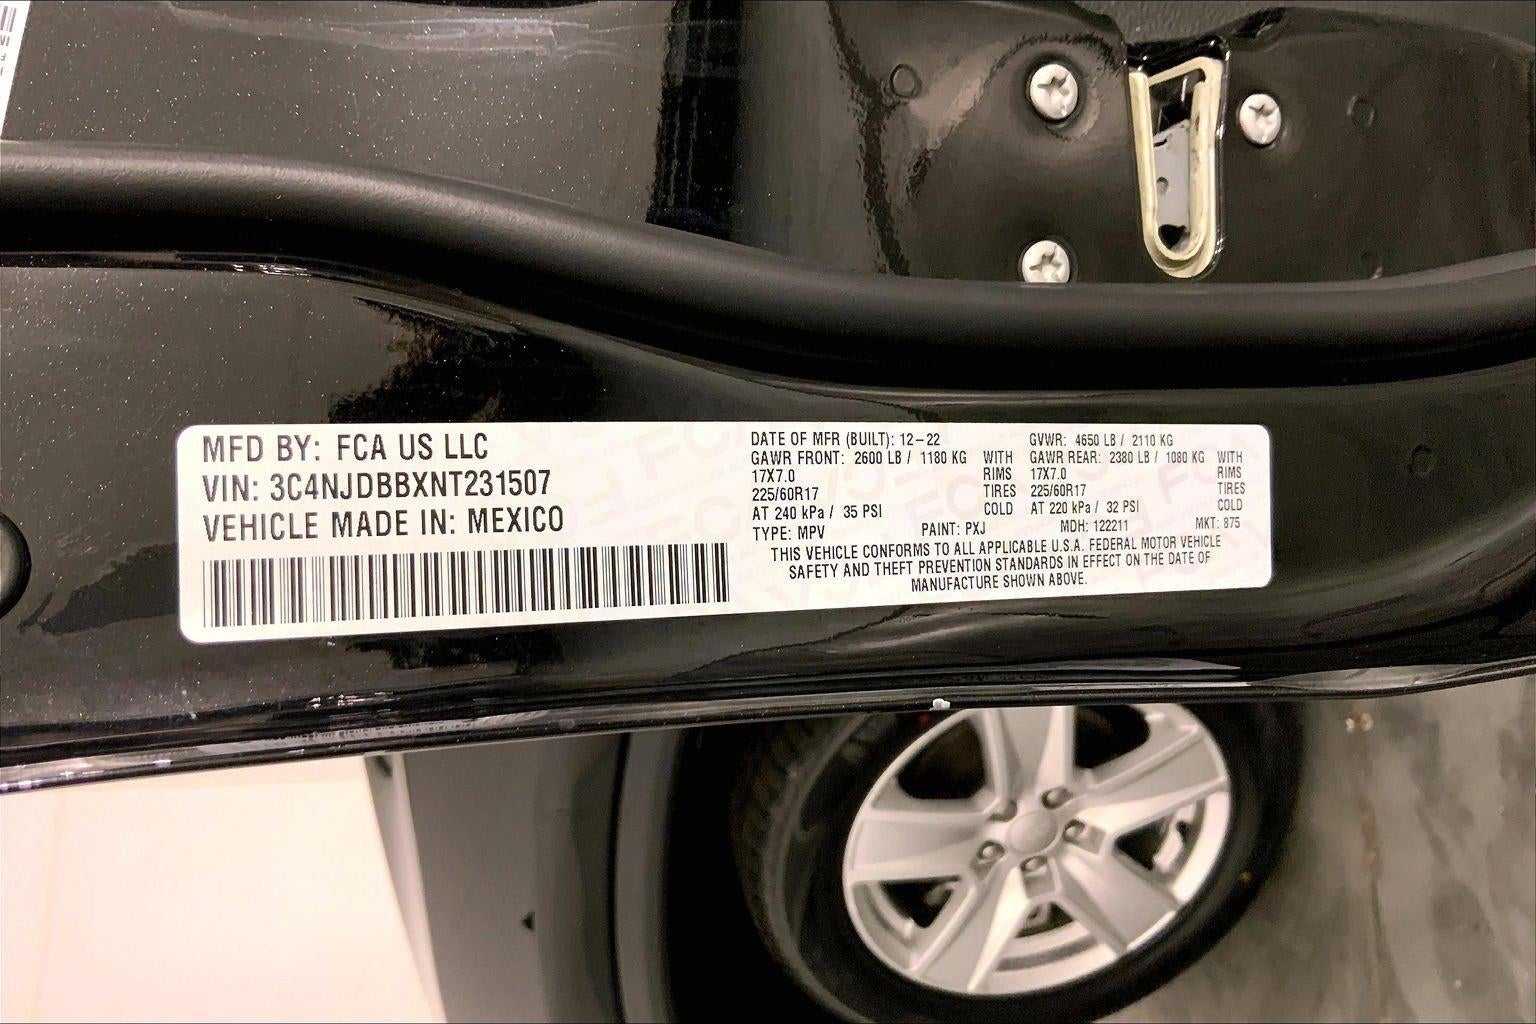 MFD BY: FCA US LLC
VIN: 3C4NJDBBXNT231507
VEHICLE MADE IN: MEXICO
DATE OF MFR (BUILT): 12-22 GVWR: 4650 LB / 2110 KG
GAWR FRONT: 2600 LB / 1180 KG WITH GAWR REAR: 2380 LB / 1080 KG WITH
17X7.0 RIMS 17X7.0 RIMS
225/60R17 TIRES 225/60R17 TIRES
AT 240 kPa / 35 PSI COLD AT 220 kPa / 32 PSI COLD
TYPE: MPV PAINT: PXJ MDH: 122211 MKT: 875
THIS VEHICLE CONFORMS TO ALL APPLICABLE U.S.A. FEDERAL MOTOR VEHICLE
SAFETY AND THEFT PREVENTION STANDARDS IN EFFECT ON THE DATE OF
MANUFACTURE SHOWN ABOVE.